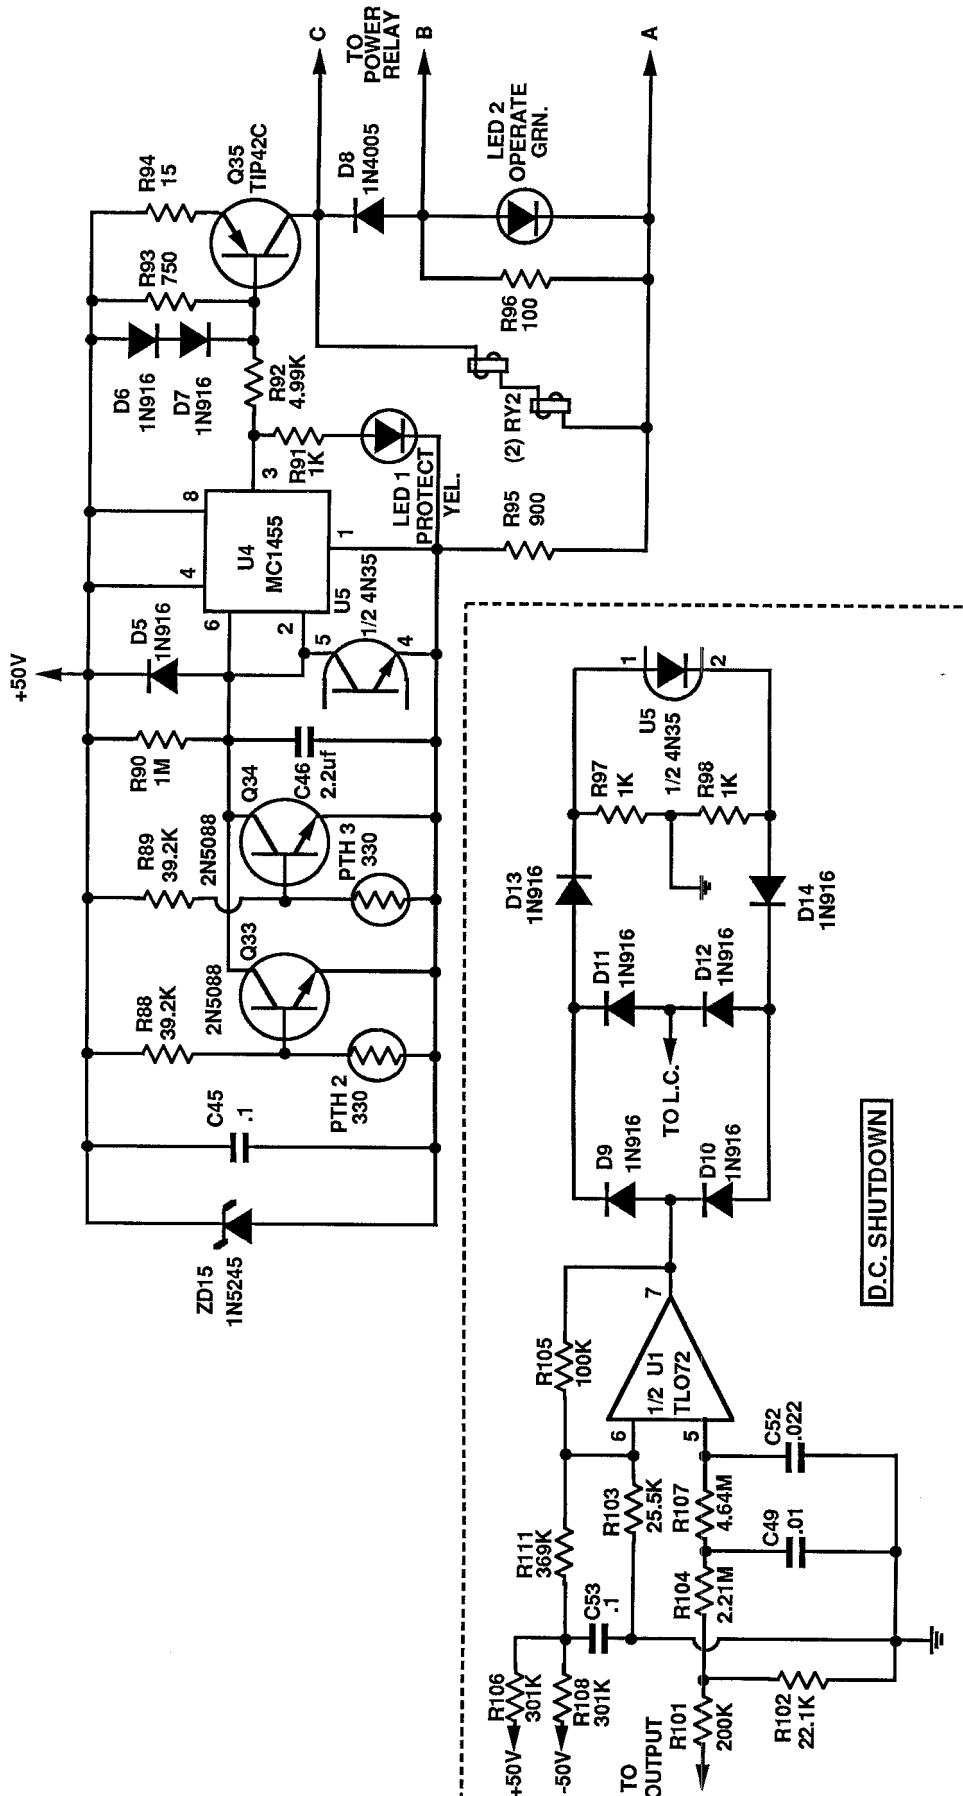 +50V
ZD15
1N5245
C45
.1
R88
39.2K
PTH 2
330
2N5088
Q33
R89
39.2K
2N5088
Q34
PTH 3
330
R90
1M
C46
2.2uf
D5
1N916
6
2
5
4
U5
1/2 4N35
4
8
U4
MC1455
3
1
R91
1K
LED 1
PROTECT
YEL.
R92
4.99K
D6
1N916
D7
1N916
R93
750
R94
15
Q35
TIP42C
D8
1N4005
R95
900
(2) RY2
R96
100
LED 2
OPERATE
GRN.
C
TO
POWER
RELAY
B
A
+50V
-50V
TO
OUTPUT
R106
301K
R108
301K
R101
200K
R102
22.1K
C53
.1
R111
369K
R103
25.5K
R104
2.21M
R107
4.64M
C49
.01
C52
.022
R105
100K
6
5
7
1/2 U1
TLO72
D9
1N916
D10
1N916
TO L.C.
D11
1N916
D12
1N916
D13
1N916
D14
1N916
R97
1K
R98
1K
U5
1/2 4N35
1
2
D.C. SHUTDOWN